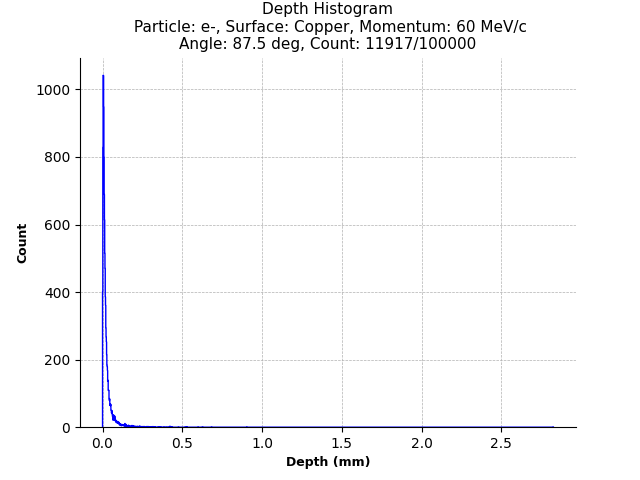 Depth Histogram
Particle: e-, Surface: Copper, Momentum: 60 MeV/c
Angle: 87.5 deg, Count: 11917/100000
1000
800
600
400
200
0
Count
0.0 0.5 1.0 1.5 2.0 2.5
Depth (mm)